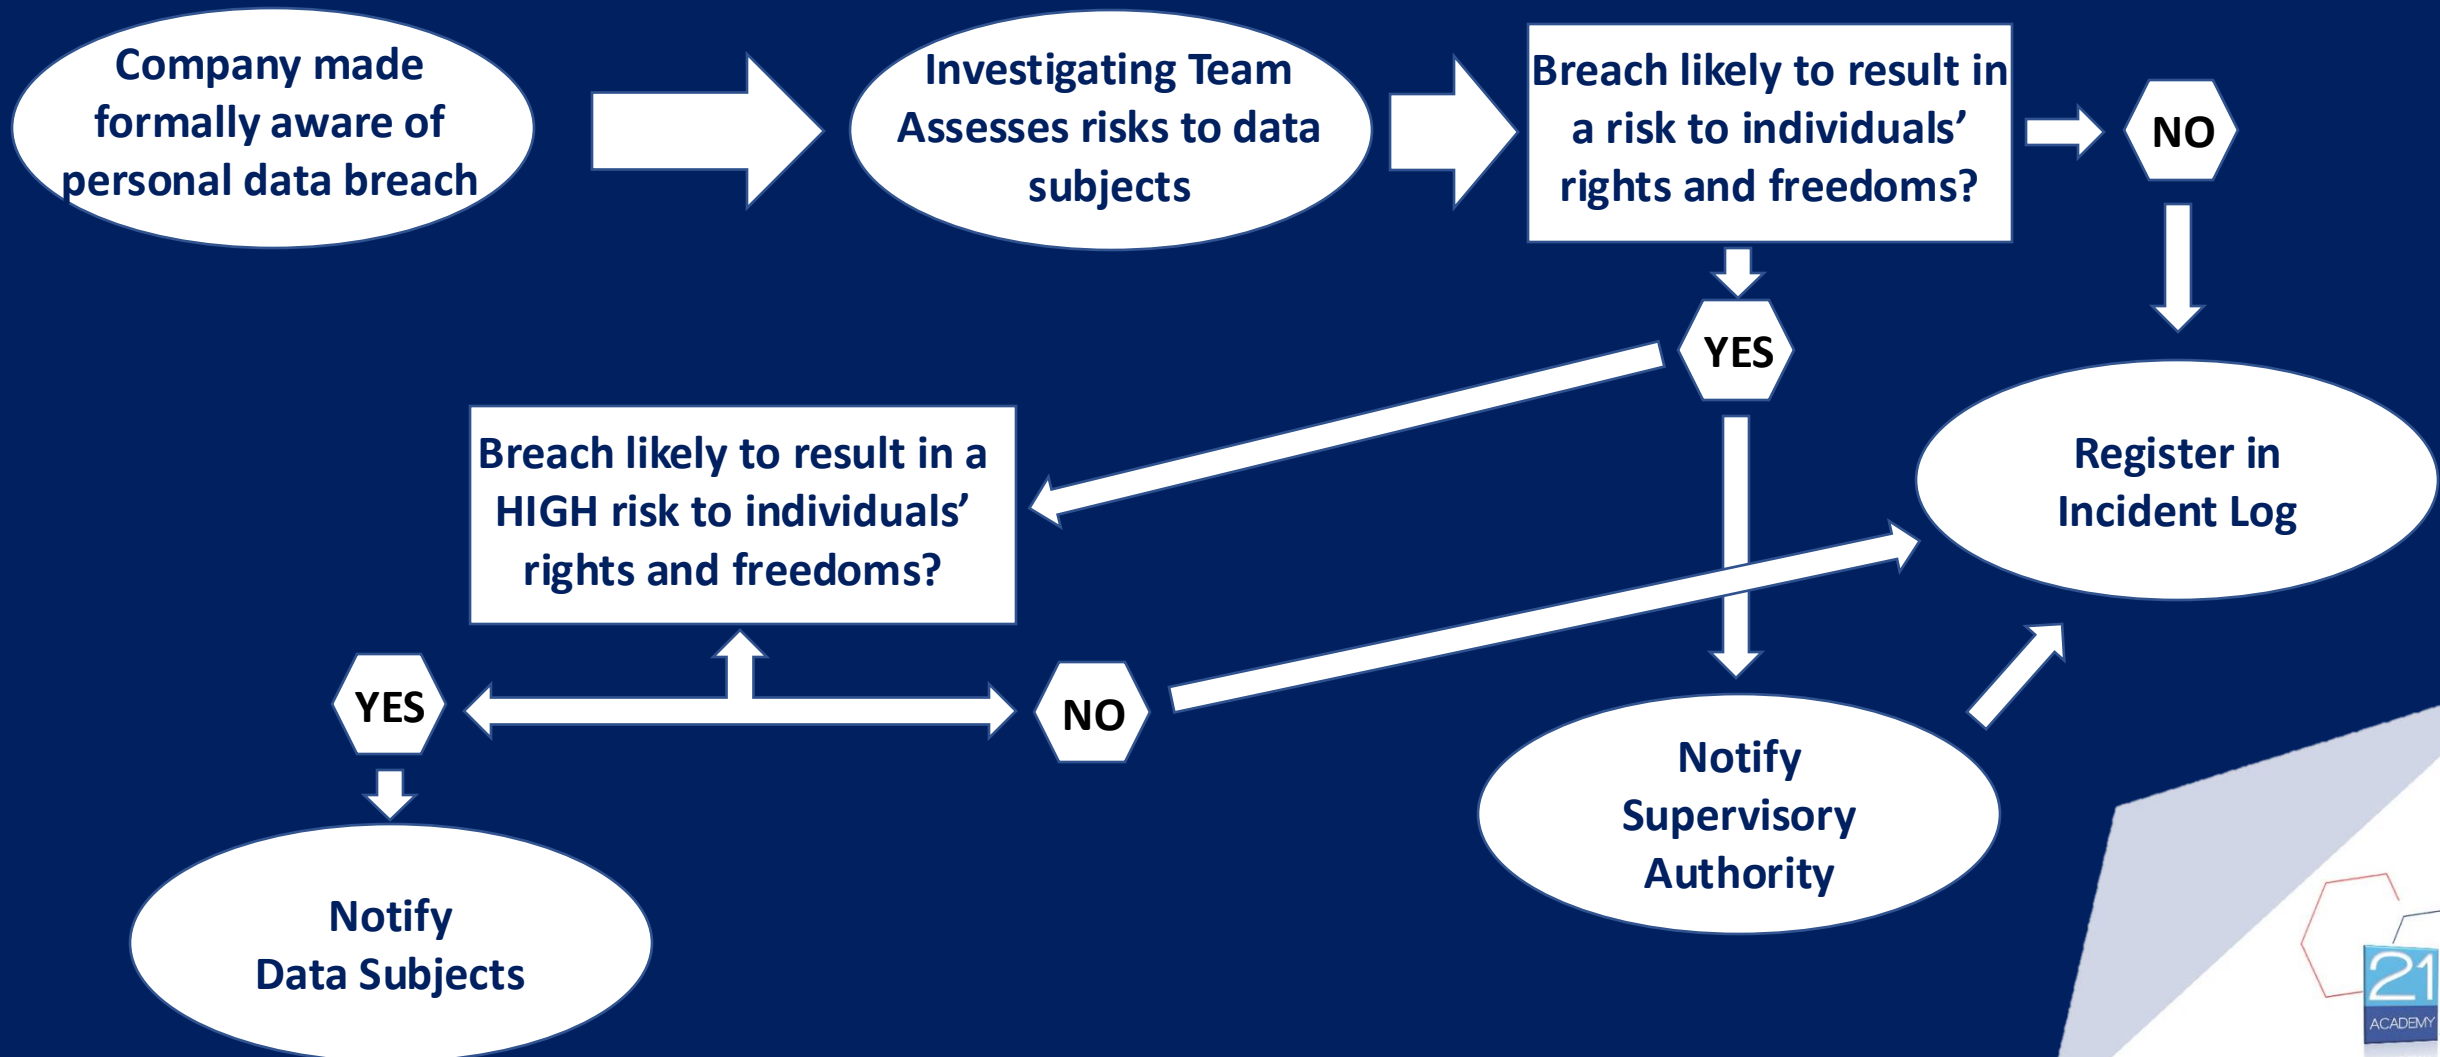 Company made
formally aware of
personal data breach
Investigating Team
Assesses risks to data
subjects
Breach likely to result in
a risk to individuals’
rights and freedoms?
NO
YES
Breach likely to result in a
HIGH risk to individuals’
rights and freedoms?
Register in
Incident Log
YES
NO
Notify
Supervisory
Authority
Notify
Data Subjects
21
ACADEMY